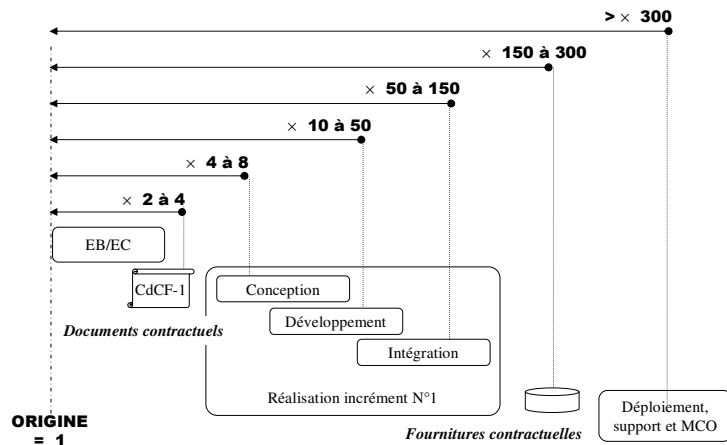 > × 300
× 150 à 300
× 50 à 150
× 10 à 50
× 4 à 8
× 2 à 4
EB/EC
CdCF-1
Documents contractuels
Conception
Développement
Intégration
Réalisation incrément N°1
ORIGINE
= 1
Fournitures contractuelles
Déploiement,
support et MCO